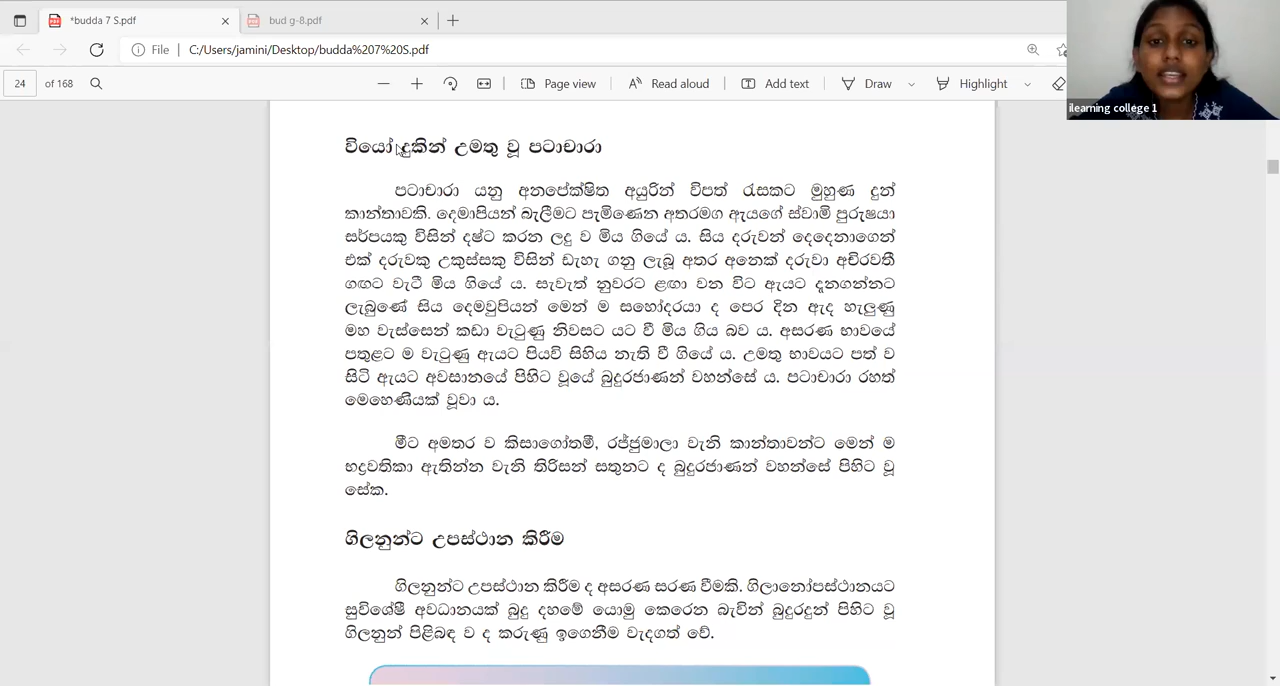 *budda 7 S.pdf
bud g-8.pdf
File
C:/Users/jamini/Desktop/budda%207%20S.pdf
24 of 168
Page view
Read aloud
Add text
Draw
Highlight
ilearning college 1
වියෝ දුකින් උමතු වූ පටාචාරා
පටාචාරා යනු අනපේක්ෂිත අයුරින් විපත් රැසකට මුහුණ දුන්
කාන්තාවකි. දෙමාපියන් බැලීමට පැමිණෙන අතරමග ඇයගේ ස්වාමි පුරුෂයා
සර්පයකු විසින් දෂ්ට කරන ලදු ව මිය ගියේ ය. සිය දරුවන් දෙදෙනාගෙන්
එක් දරුවකු උකුස්සකු විසින් ඩැහැ ගනු ලැබූ අතර අනෙක් දරුවා අචිරවතී
ගඟට වැටී මිය ගියේ ය. සැවැත් නුවරට ළඟා වන විට ඇයට දැනගන්නට
ලැබුණේ සිය දෙමවුපියන් මෙන් ම සහෝදරයා ද පෙර දින ඇද හැලුණු
මහ වැස්සෙන් කඩා වැටුණු නිවසට යට වී මිය ගිය බව ය. අසරණ භාවයේ
පතුළට ම වැටුණු ඇයට පියවි සිහිය නැති වී ගියේ ය. උමතු භාවයට පත් ව
සිටි ඇයට අවසානයේ පිහිට වූයේ බුදුරජාණන් වහන්සේ ය. පටාචාරා රහත්
මෙහෙණියක් වූවා ය.
මීට අමතර ව කිසාගෝතමී, රජ්ජුමාලා වැනි කාන්තාවන්ට මෙන් ම
භද්‍රවතිකා ඇතින්න වැනි තිරිසන් සතුනට ද බුදුරජාණන් වහන්සේ පිහිට වූ
සේක.
ගිලනුන්ට උපස්ථාන කිරීම
ගිලනුන්ට උපස්ථාන කිරීම ද අසරණ සරණ වීමකි. ගිලානෝපස්ථානයට
සුවිශේෂී අවධානයක් බුදු දහමේ යොමු කෙරෙන බැවින් බුදුරදුන් පිහිට වූ
ගිලනුන් පිළිබඳ ව ද කරුණු ඉගෙනීම වැදගත් වේ.